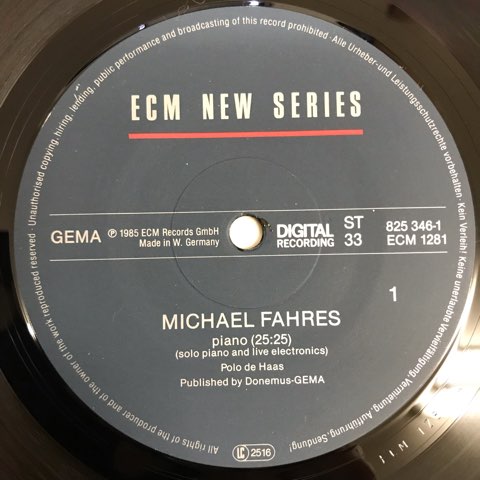 · Unauthorised copying, hiring, lending, public performance and broadcasting of this record prohibited · Alle Urheber- und Leistungsschutzrechte vorbehalten · Kein Verleih! Keine unerlaubte Vervielfältigung, Vermietung, Aufführung, Sendung!
ECM NEW SERIES
GEMA
℗ 1985 ECM Records GmbH
Made in W. Germany
DIGITAL
RECORDING
ST
33
825 346-1
ECM 1281
1
MICHAEL FAHRES
piano (25:25)
(solo piano and live electronics)
Polo de Haas
Published by Donemus-GEMA
LC 2516
All rights of the producer and of the owner of the work reproduced reserved